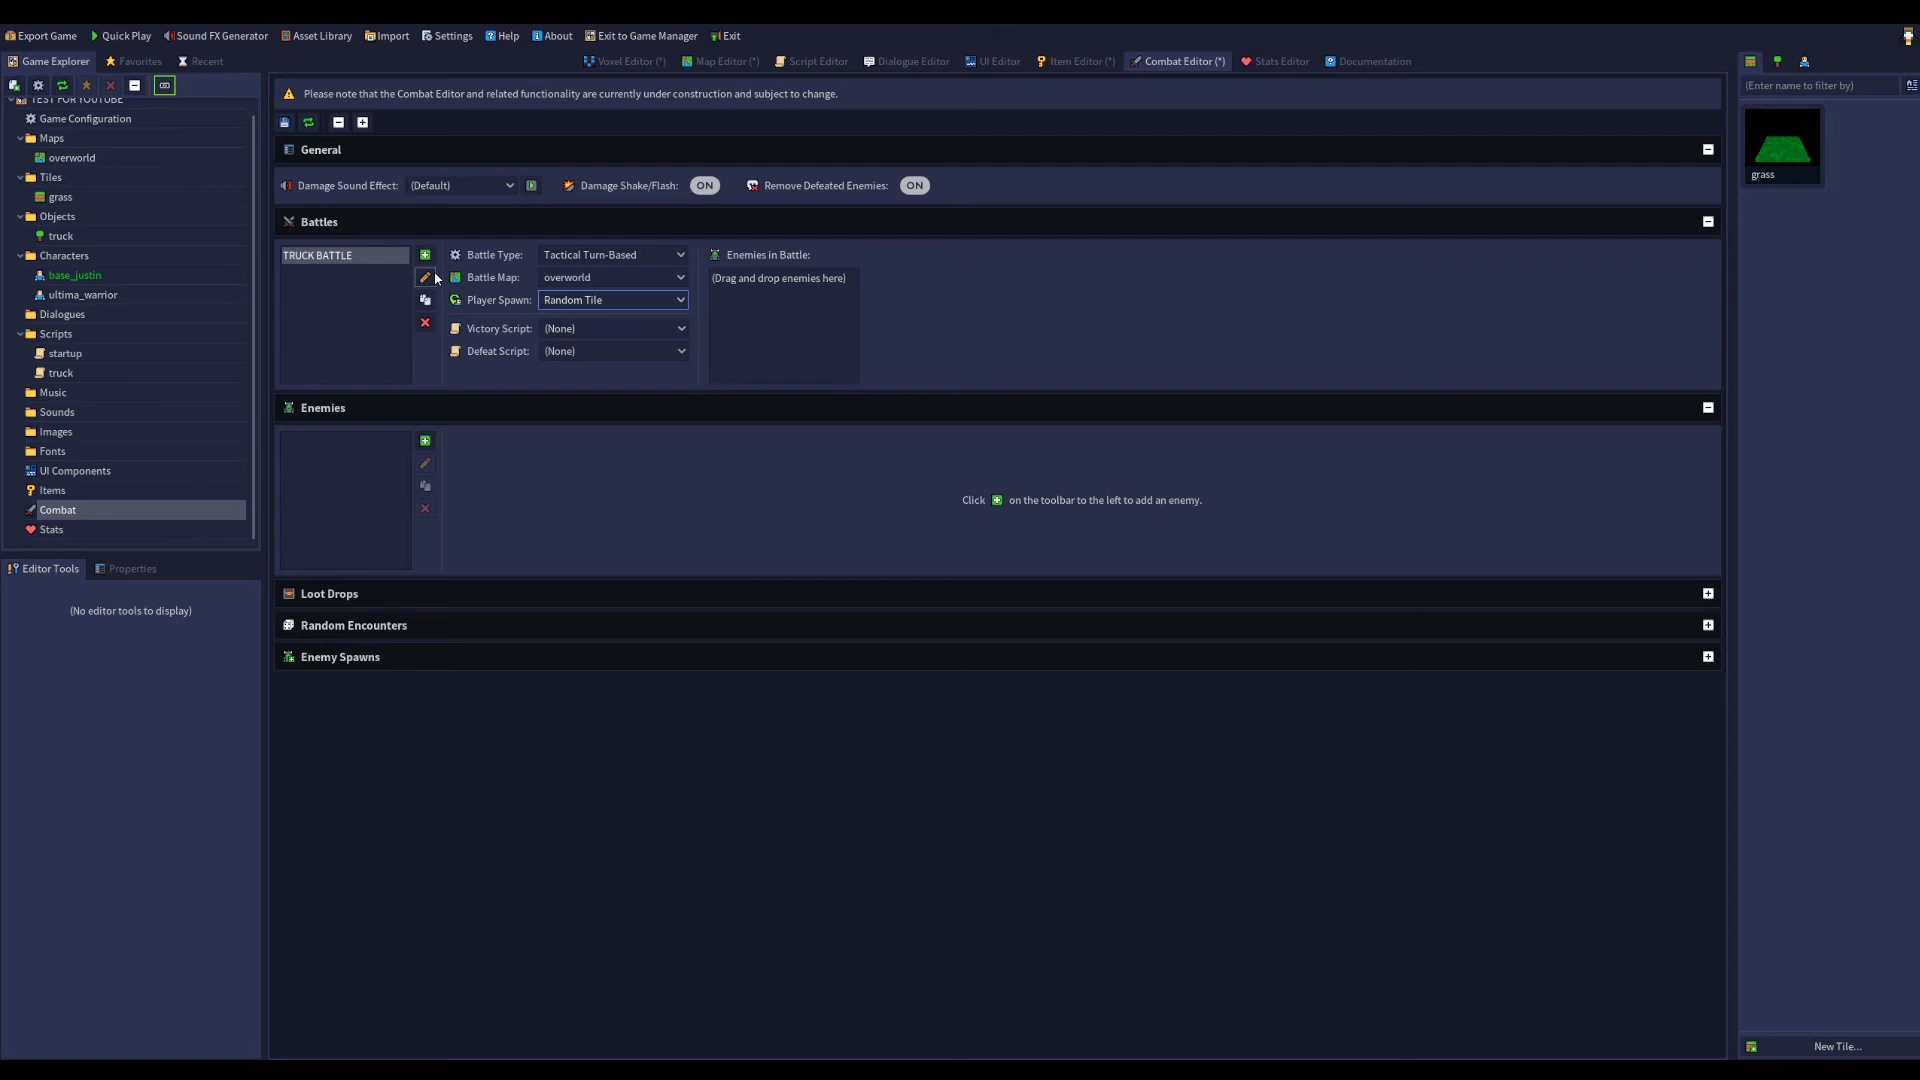 Export Game Quick Play Sound FX Generator Asset Library Import Settings Help About Exit to Game Manager Exit
Game Explorer Favorites Recent
Voxel Editor (*) Map Editor (*) Script Editor Dialogue Editor UI Editor Item Editor (*) Combat Editor (*) Stats Editor Documentation
(Enter name to filter by)
TEST FOR YOUTUBE
Game Configuration
Maps
overworld
Tiles
grass
Objects
truck
Characters
base_justin
ultima_warrior
Dialogues
Scripts
startup
truck
Music
Sounds
Images
Fonts
UI Components
Items
Combat
Stats
Editor Tools Properties
(No editor tools to display)
Please note that the Combat Editor and related functionality are currently under construction and subject to change.
General
Damage Sound Effect: (Default) Damage Shake/Flash: ON Remove Defeated Enemies: ON
Battles
TRUCK BATTLE
Battle Type: Tactical Turn-Based
Battle Map: overworld
Player Spawn: Random Tile
Victory Script: (None)
Defeat Script: (None)
Enemies in Battle:
(Drag and drop enemies here)
Enemies
Click on the toolbar to the left to add an enemy.
Loot Drops
Random Encounters
Enemy Spawns
grass
New Tile...